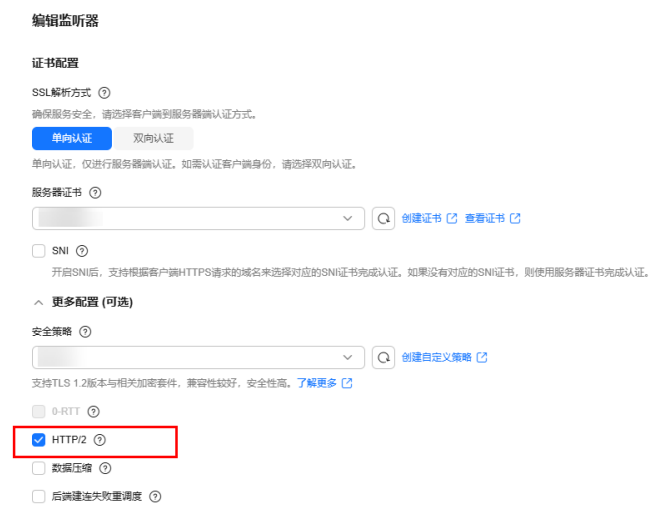 编辑监听器
证书配置
SSL解析方式
确保服务安全，请选择客户端到服务器端认证方式。
单向认证 双向认证
单向认证，仅进行服务器端认证。如需认证客户端身份，请选择双向认证。
服务器证书
创建证书 查看证书
SNI
开启SNI后，支持根据客户端HTTPS请求的域名来选择对应的SNI证书完成认证。如果没有对应的SNI证书，则使用服务器证书完成认证。
更多配置 (可选)
安全策略
创建自定义策略
支持TLS 1.2版本与相关加密套件，兼容性较好，安全性高。了解更多
0-RTT
HTTP/2
数据压缩
后端建连失败重调度